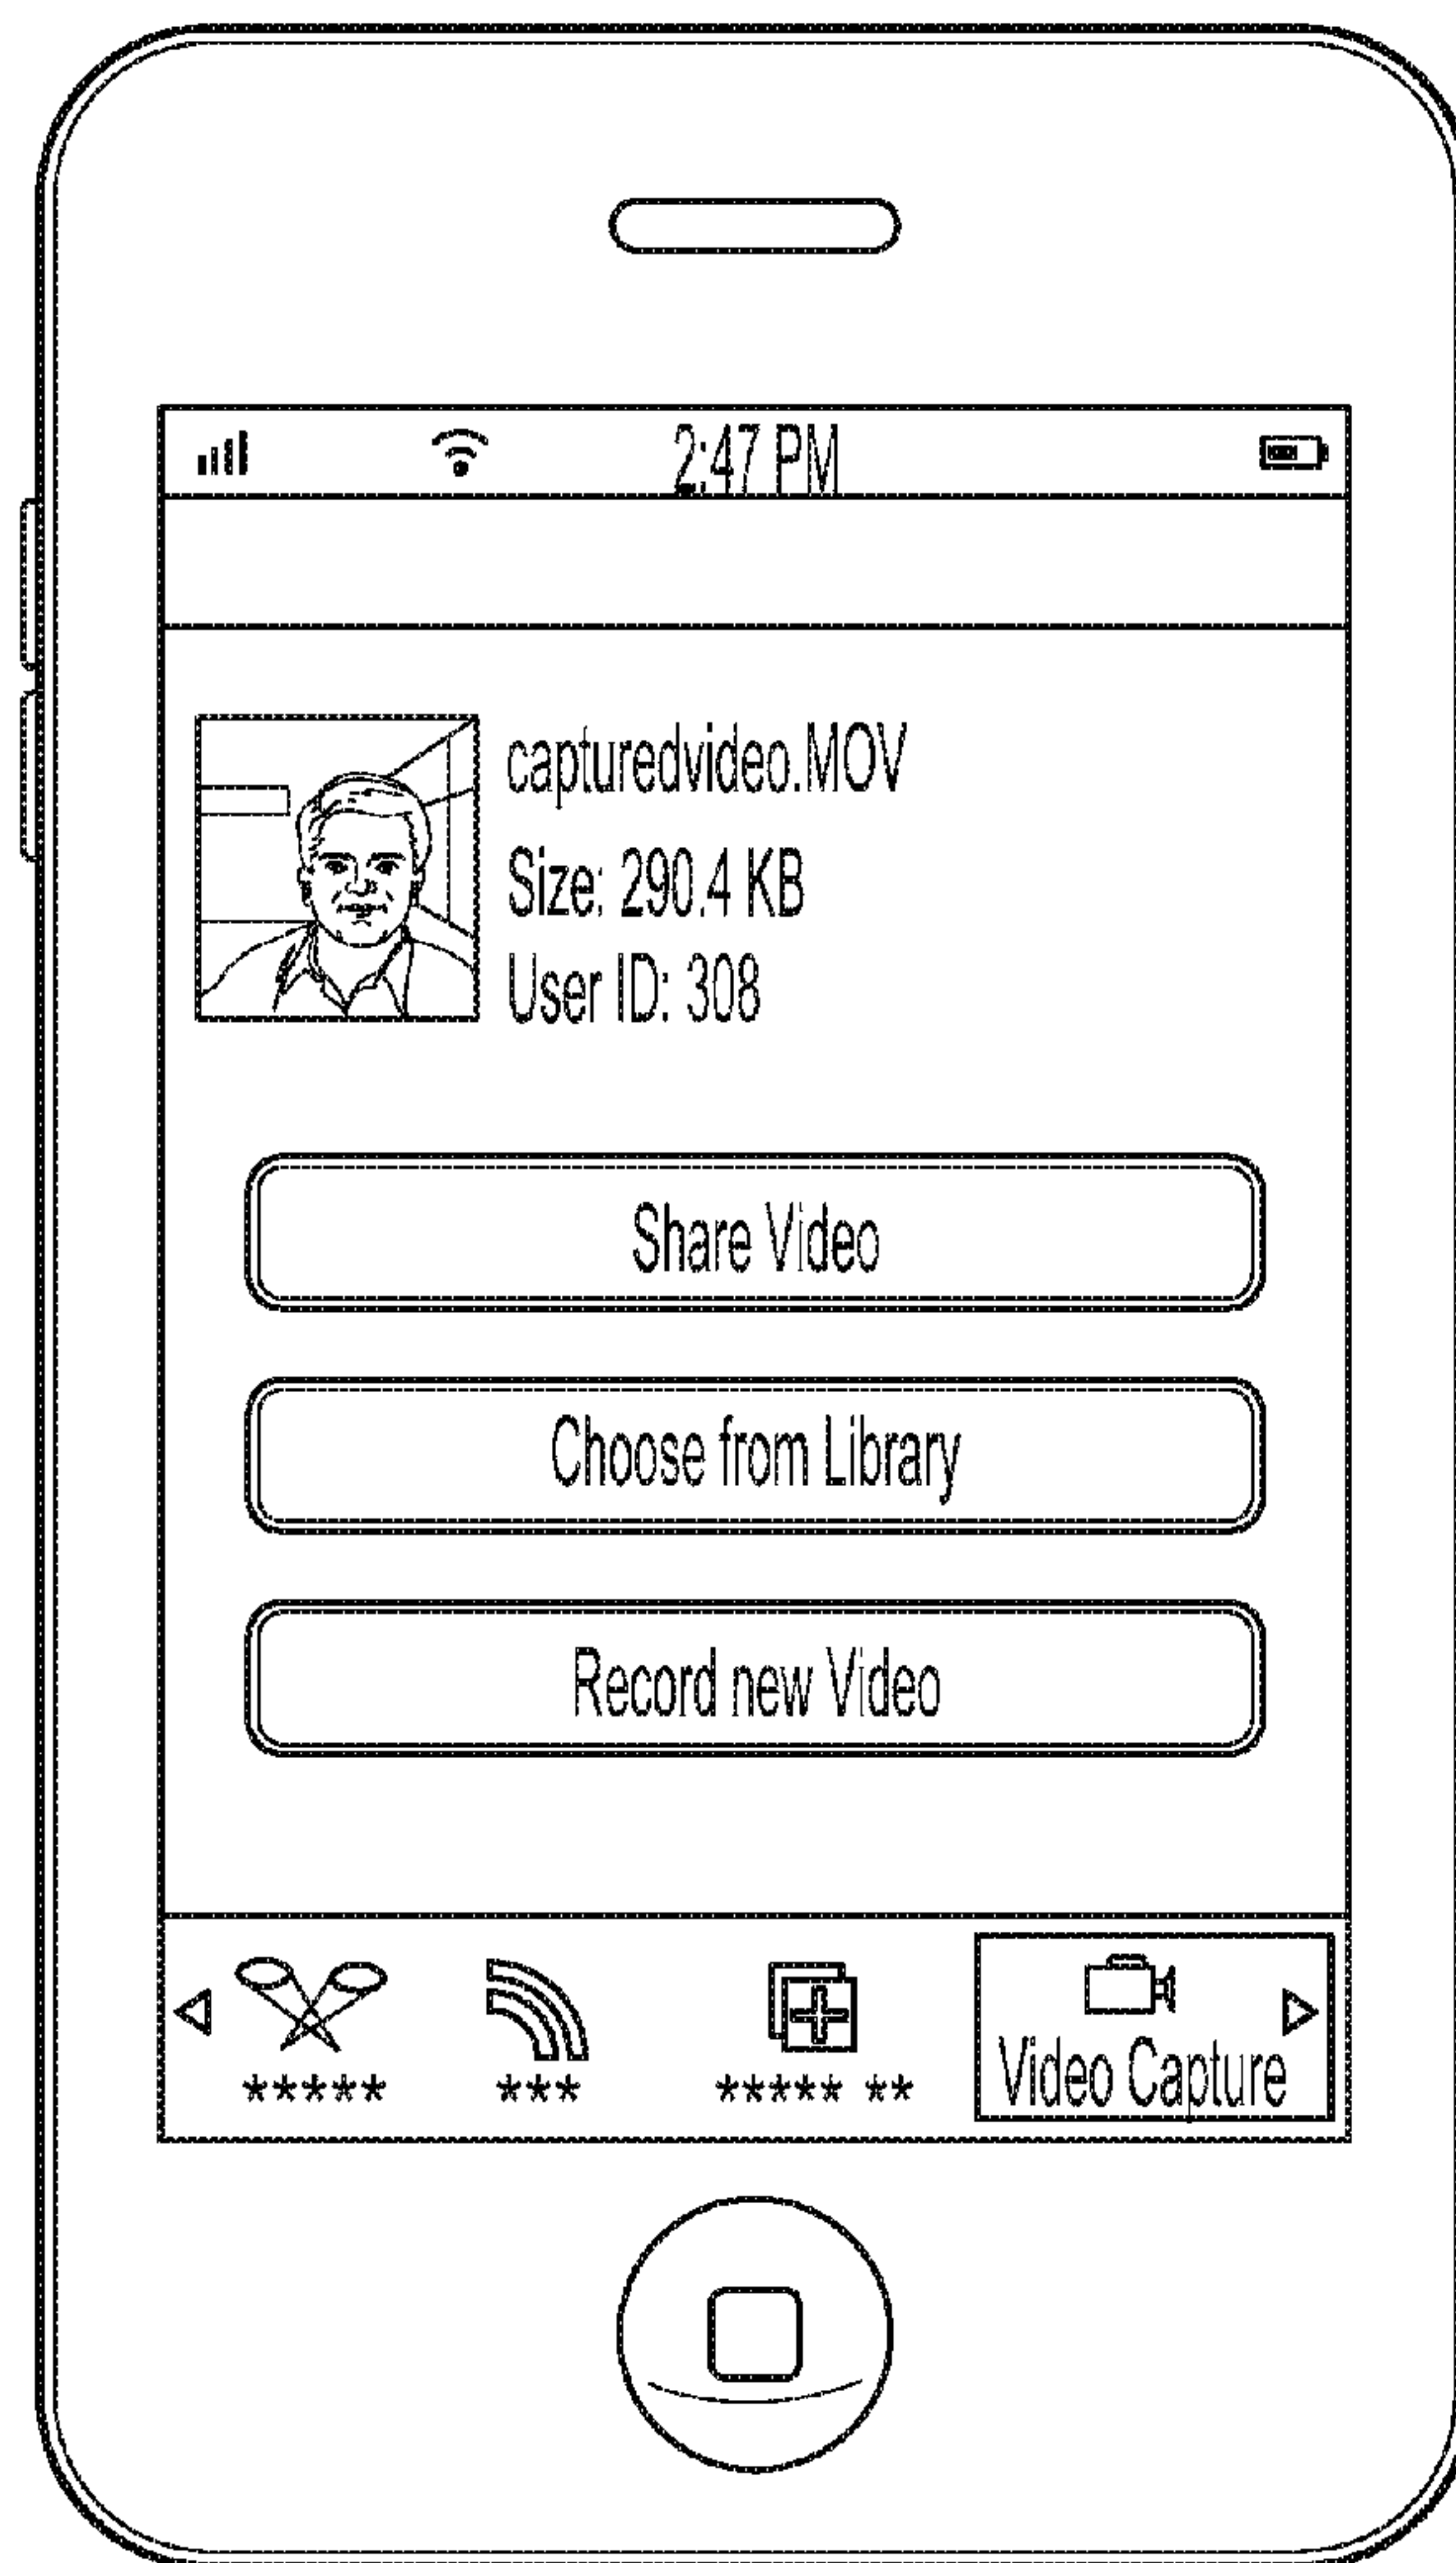 2:47 PM
capturedvideo.MOV
Size: 290.4 KB
User ID: 308
Share Video
Choose from Library
Record new Video
***** *** ***** ** Video Capture